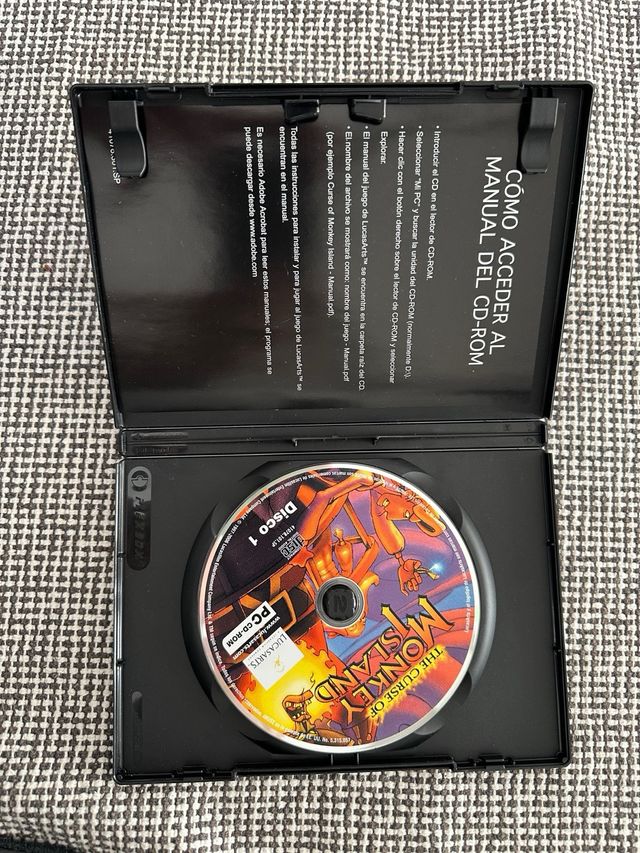 CÓMO ACCEDER AL
MANUAL DEL CD-ROM
• Introducir el CD en el lector de CD-ROM.
• Seleccionar "Mi PC" y buscar la unidad del CD-ROM (normalmente D:\).
• Hacer clic con el botón derecho sobre el lector de CD-ROM y seleccionar
Explorar.
• El manual del juego de LucasArts™ se encuentra en la carpeta raíz del CD.
• El nombre del archivo se mostrará como: nombre del juego - Manual.pdf
(por ejemplo Curse of Monkey Island - Manual.pdf).
Todas las instrucciones para instalar y para jugar al juego de LucasArts™ se
encuentran en el manual.
Es necesario Adobe Acrobat para leer estos manuales; el programa se
puede descargar desde www.adobe.com
THE CURSE OF
MONKEY
ISLAND
LUCASARTS
www.lucasarts.com
PC CD-ROM
DISCO 1
2